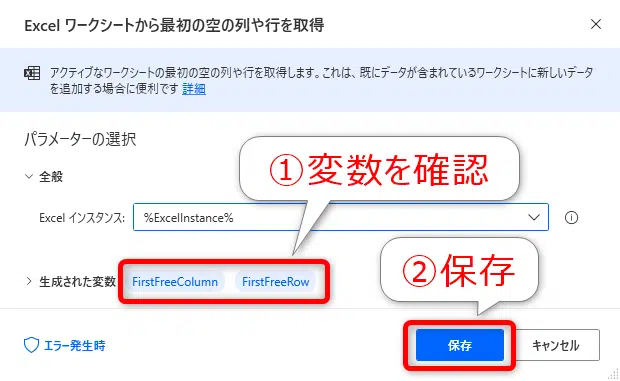 Excel ワークシートから最初の空の列や行を取得
アクティブなワークシートの最初の空の列や行を取得します。これは、既にデータが含まれているワークシートに新しいデータ
を追加する場合に便利です 詳細
パラメーターの選択
①変数を確認
全般
Excel インスタンス: %ExcelInstance%
②保存
生成された変数 FirstFreeColumn FirstFreeRow
エラー発生時 保存 キャンセル